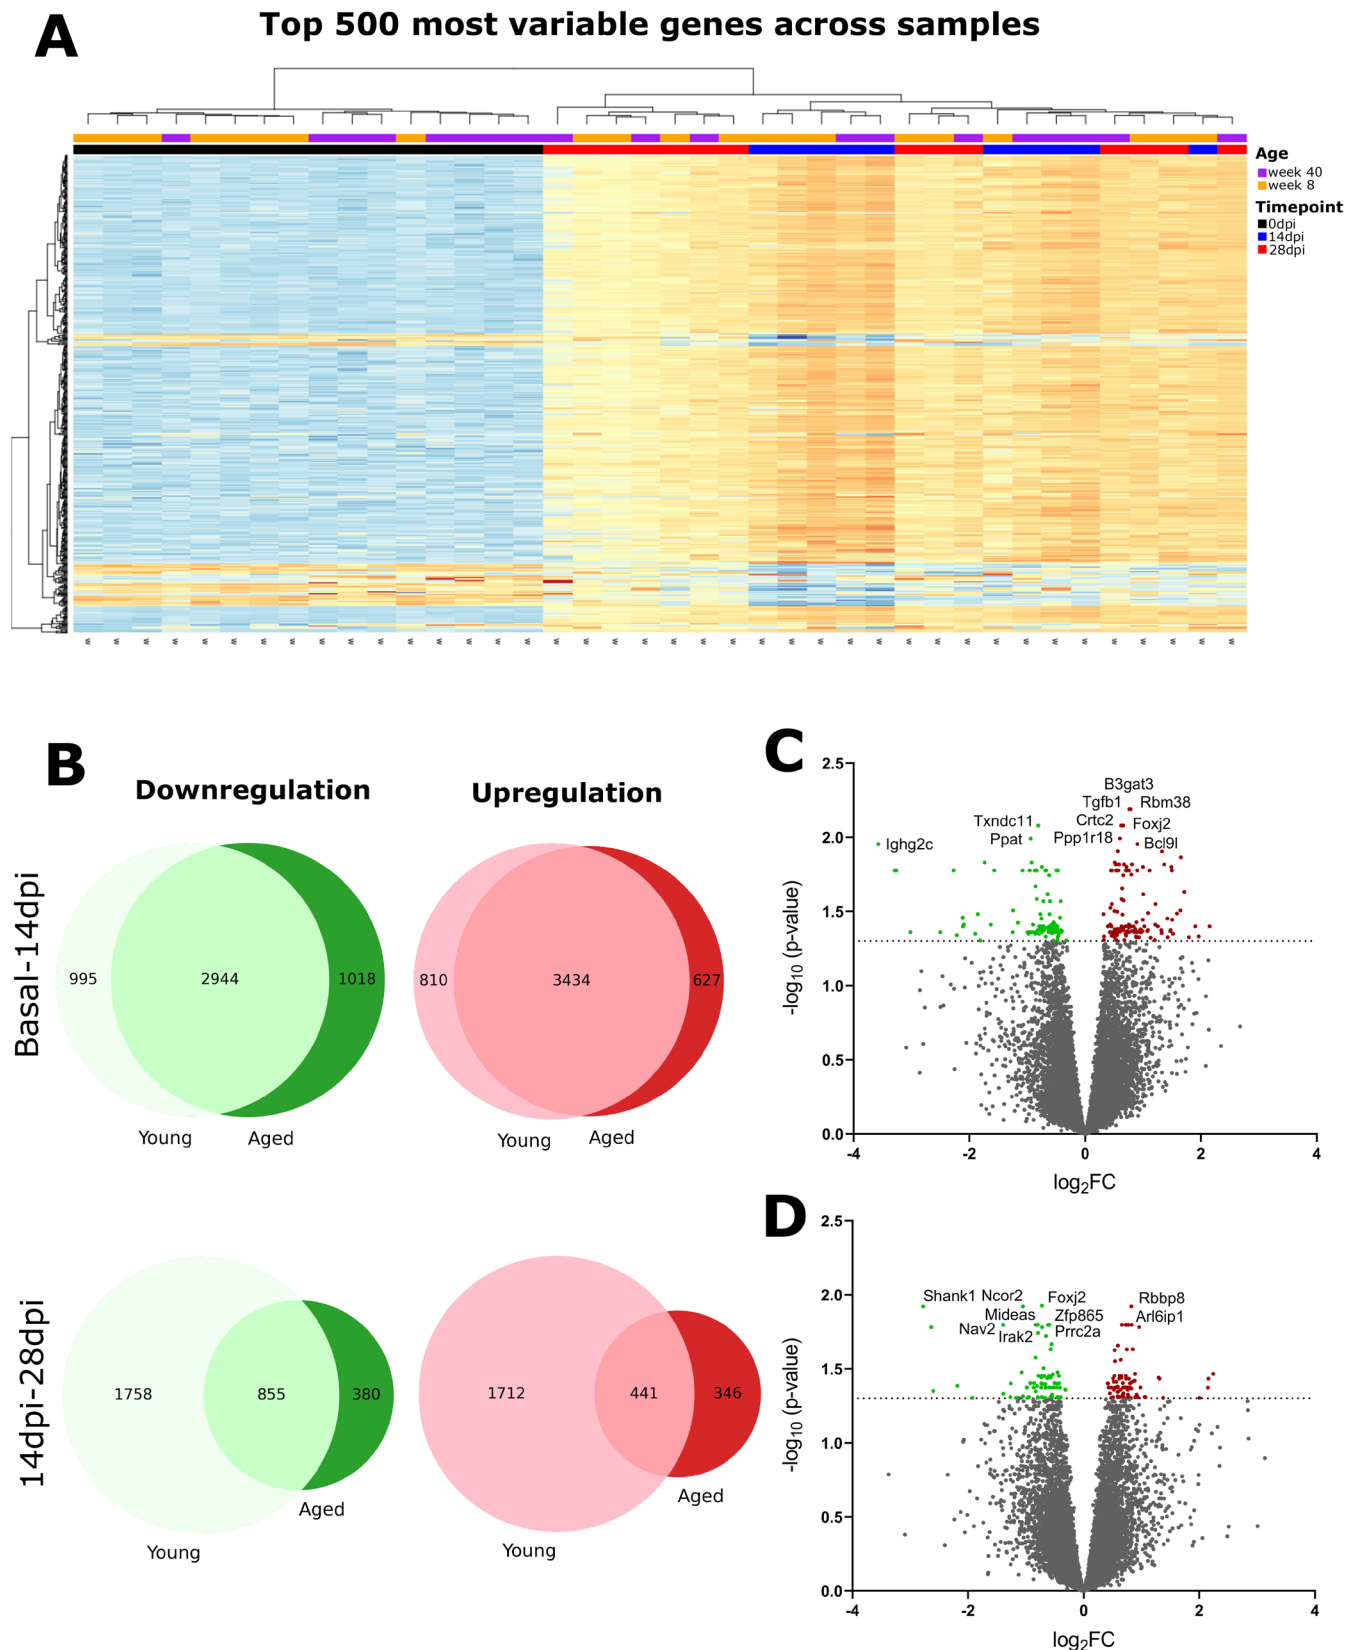 A
Top 500 most variable genes across samples
Age
week 40
week 8
Timepoint
0dpi
14dpi
28dpi
w w w w w w w w w w w w w w w w w w w w w w w w w w w w w w w w w w w w w w w w
B
Downregulation
Upregulation
Basal-14dpi
995
2944
1018
Young
Aged
810
3434
627
Young
Aged
14dpi-28dpi
1758
855
380
Young
Aged
1712
441
346
Young
Aged
C
-log10 (p-value)
2.5
2.0
1.5
1.0
0.5
0.0
B3gat3
Tgfb1
Rbm38
Txndc11
Crtc2
Foxj2
Ppat
Ppp1r18
Ighg2c
Bcl9l
-4
-2
0
2
4
log2FC
D
-log10 (p-value)
2.5
2.0
1.5
1.0
0.5
0.0
Shank1
Ncor2
Foxj2
Rbbp8
Mideas
Zfp865
Arl6ip1
Nav2
Irak2
Prrc2a
-4
-2
0
2
4
log2FC